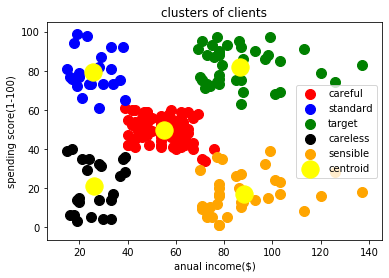 clusters of clients
spending score(1-100)
100
80
60
40
20
0
careful
standard
target
careless
sensible
centroid
20
40
60
80
100
120
140
anual income($)